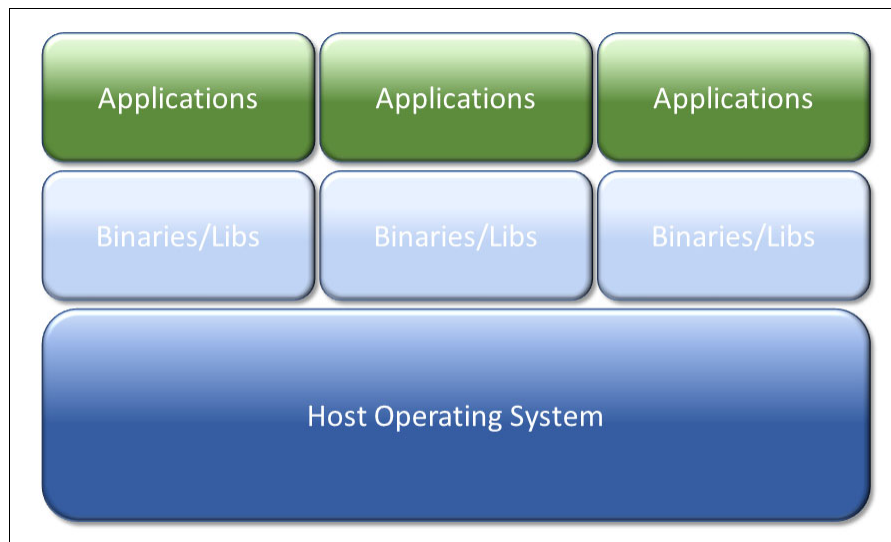 Applications Applications Applications
Binaries/Libs Binaries/Libs Binaries/Libs
Host Operating System